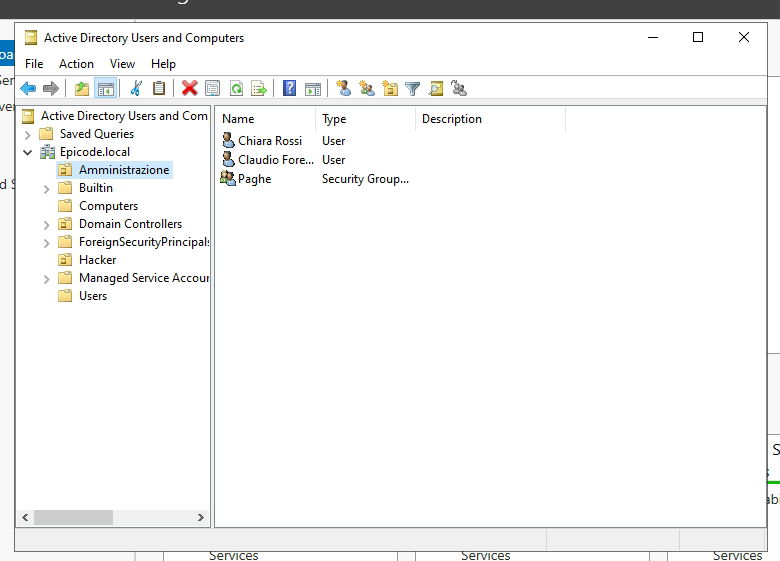 Active Directory Users and Computers
File Action View Help
Active Directory Users and Com
Saved Queries
Epicode.local
Amministrazione
Builtin
Computers
Domain Controllers
ForeignSecurityPrincipals
Hacker
Managed Service Accour
Users
Name Type Description
Chiara Rossi User
Claudio Fore... User
Paghe Security Group...
Services Services Services